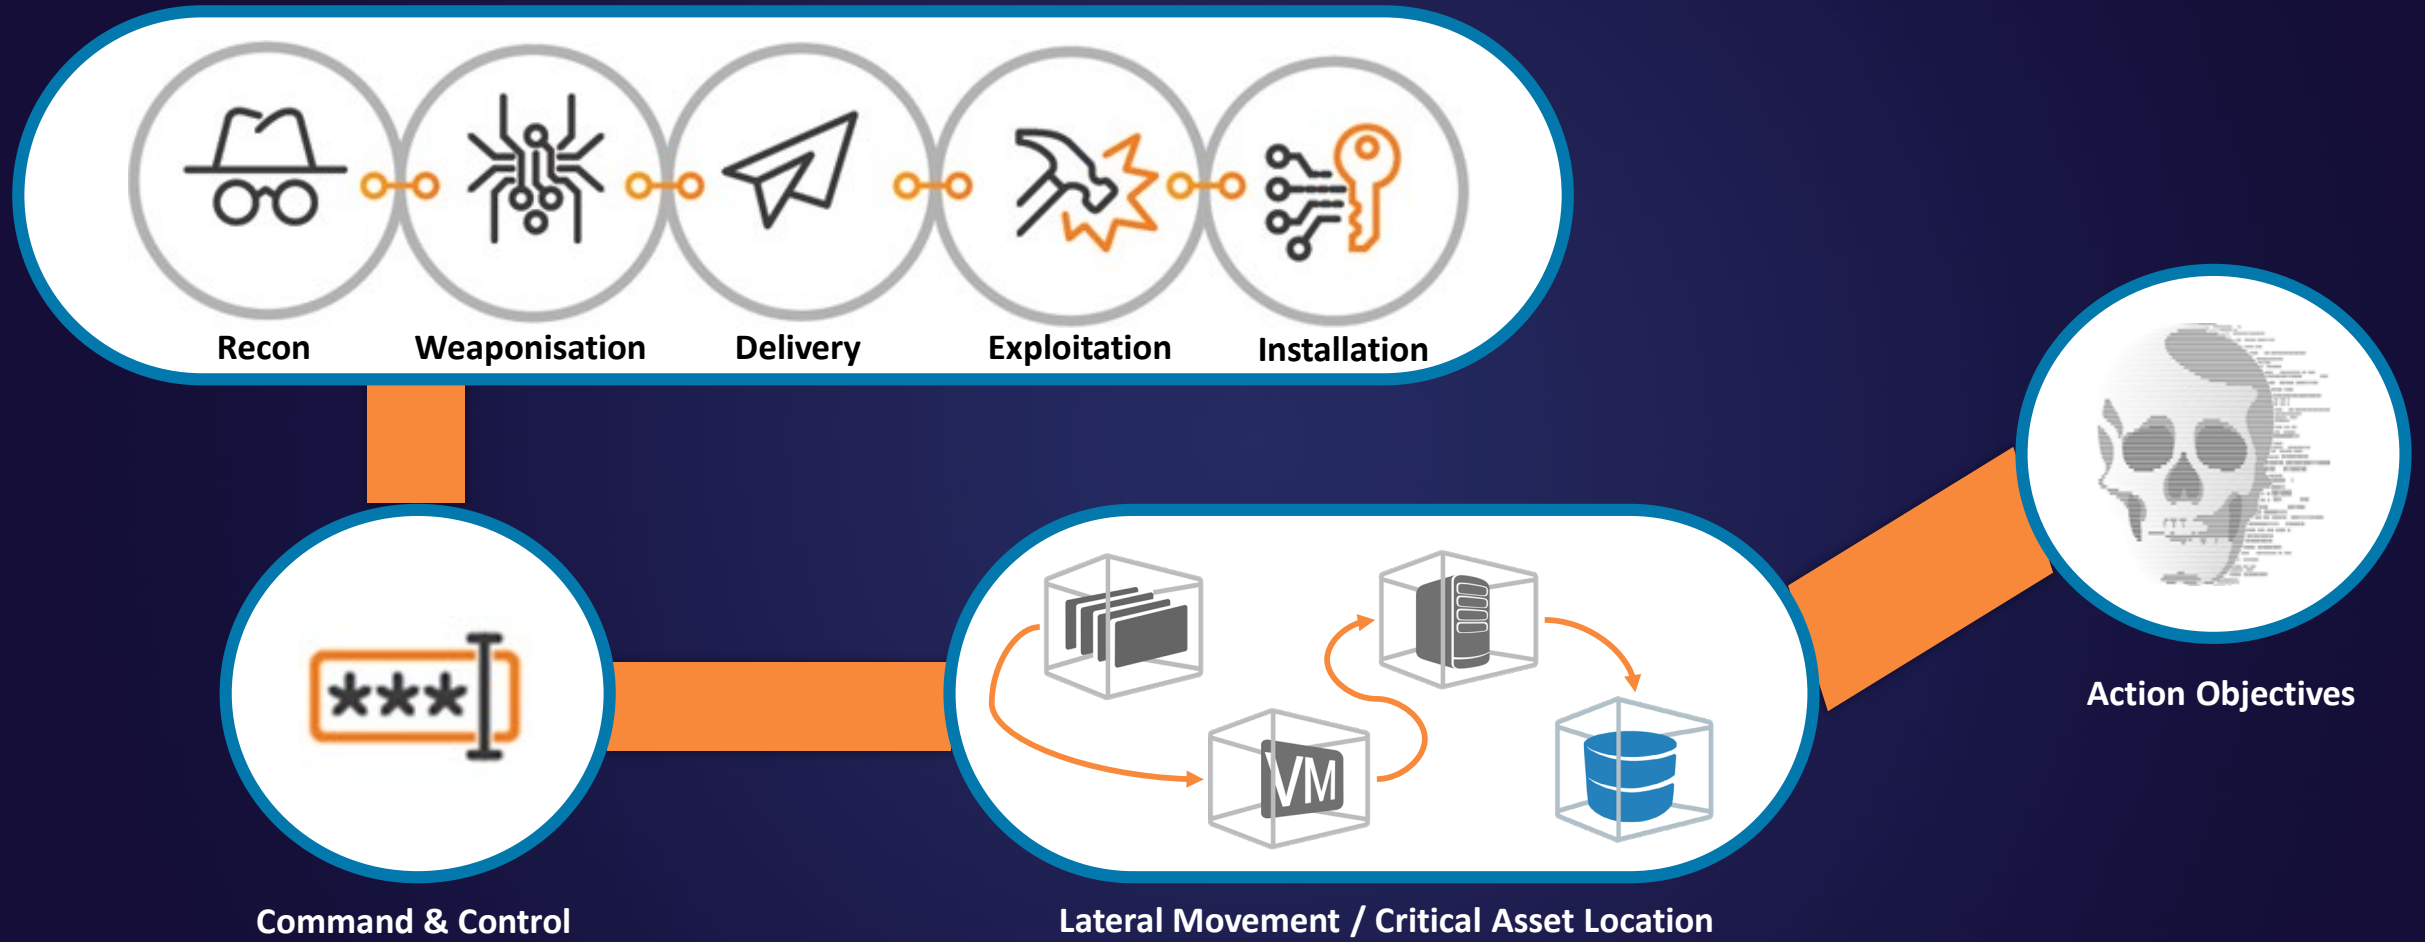 Recon
Weaponisation
Delivery
Exploitation
Installation
***
VM
Action Objectives
Command & Control
Lateral Movement / Critical Asset Location